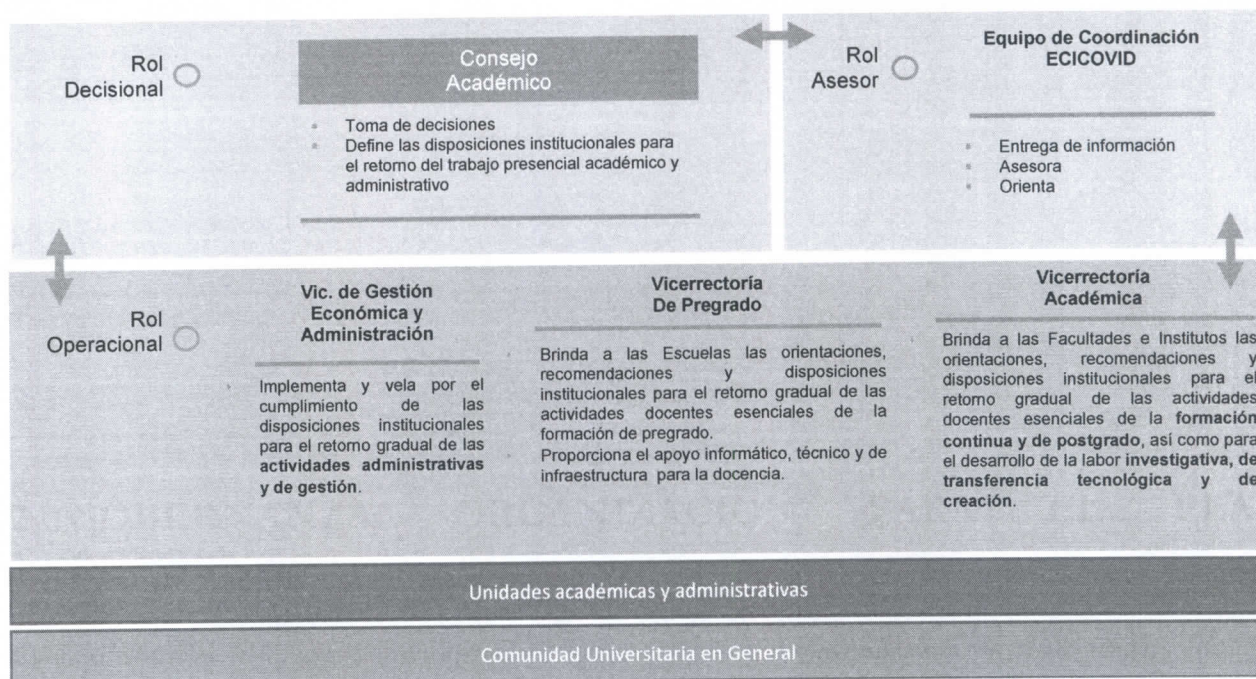 Rol
Decisional
Consejo
Académico
Toma de decisiones
Define las disposiciones institucionales para
el retorno del trabajo presencial académico y
administrativo
Rol
Asesor
Equipo de Coordinación
ECICOVID
Entrega de información
Asesora
Orienta
Rol
Operacional
Vic. de Gestión
Económica y
Administración
Implementa y vela por el
cumplimiento de las
disposiciones institucionales
para el retorno gradual de las
actividades administrativas
y de gestión.
Vicerrectoría
De Pregrado
Brinda a las Escuelas las orientaciones,
recomendaciones y disposiciones
institucionales para el retorno gradual de las
actividades docentes esenciales de la
formación de pregrado.
Proporciona el apoyo informático, técnico y de
infraestructura para la docencia.
Vicerrectoría
Académica
Brinda a las Facultades e Institutos las
orientaciones, recomendaciones y
disposiciones institucionales para el
retorno gradual de las actividades
docentes esenciales de la formación
continua y de postgrado, así como para
el desarrollo de la labor investigativa, de
transferencia tecnológica y de
creación.
Unidades académicas y administrativas
Comunidad Universitaria en General